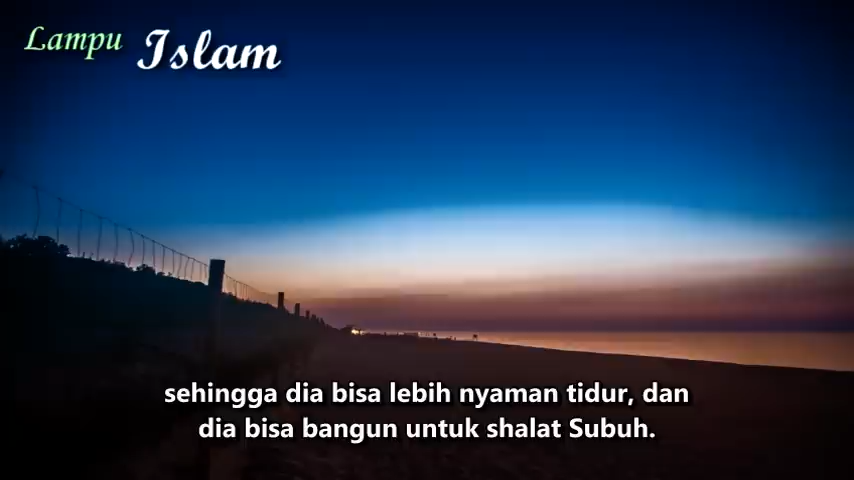 Lampu Islam
sehingga dia bisa lebih nyaman tidur, dan
dia bisa bangun untuk shalat Subuh.